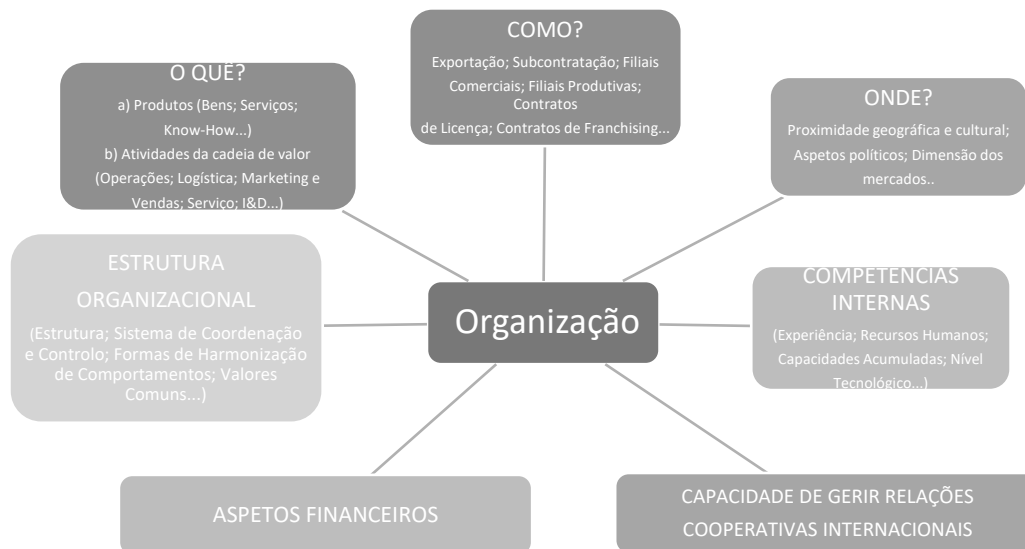 COMO?
Exportação; Subcontratação; Filiais
Comerciais; Filiais Produtivas;
Contratos
de Licença; Contratos de Franchising...
O QUÊ?
a) Produtos (Bens; Serviços;
Know-How...)
b) Atividades da cadeia de valor
(Operações; Logística; Marketing e
Vendas; Serviço; I&D...)
ONDE?
Proximidade geográfica e cultural;
Aspetos políticos; Dimensão dos
mercados..
ESTRUTURA
ORGANIZACIONAL
(Estrutura; Sistema de Coordenação
e Controlo; Formas de Harmonização
de Comportamentos; Valores
Comuns...)
Organização
COMPETÊNCIAS
INTERNAS
(Experiência; Recursos Humanos;
Capacidades Acumuladas; Nível
Tecnológico...)
ASPETOS FINANCEIROS
CAPACIDADE DE GERIR RELAÇÕES
COOPERATIVAS INTERNACIONAIS